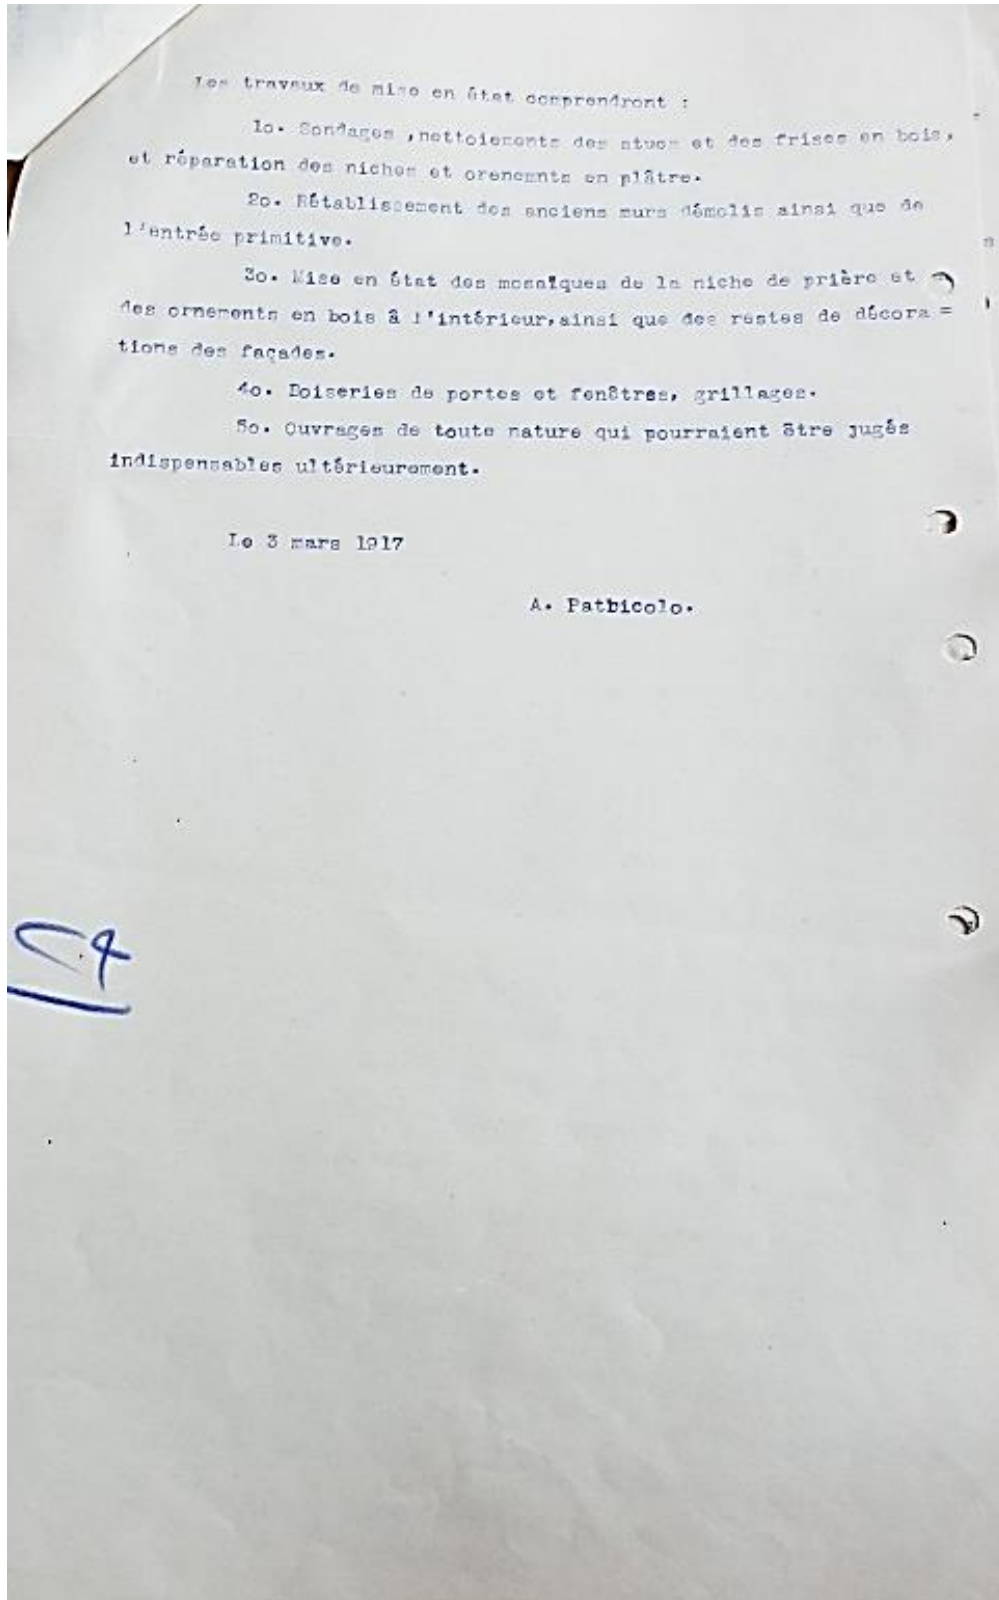 Les travaux de mise en état comprendront :
1o. Sondages ,nettoiements des stucs et des frises en bois,
et réparation des niches et orenemnts en plâtre.
2o. Rétablissement des anciens murs démolis ainsi que de
l'entrée primitive.
3o. Mise en état des mosaïques de la niche de prière et
des ornements en bois â l'intérieur,ainsi que des restes de décora =
tions des façades.
4o. Boiseries de portes et fenêtres, grillages.
5o. Ouvrages de toute nature qui pourraient être jugés
indispensables ultérieurement.
Le 3 mars 1917
A. Patbicolo.